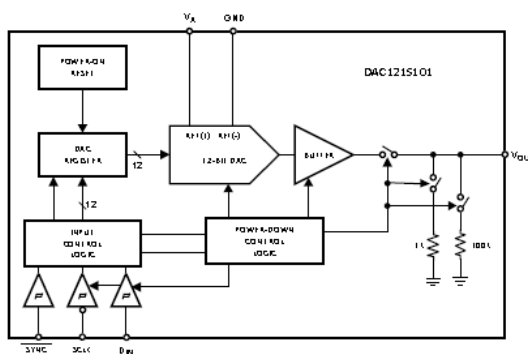 VA GND
DAC121S101
POWER-ON
RESET
REF(+) REF(-)
DAC
REGISTER
12
12-BIT DAC
BUFFER
VOUT
12
INPUT
CONTROL
LOGIC
POWER-DOWN
CONTROL
LOGIC
1k 100k
SYNC SCLK DIN